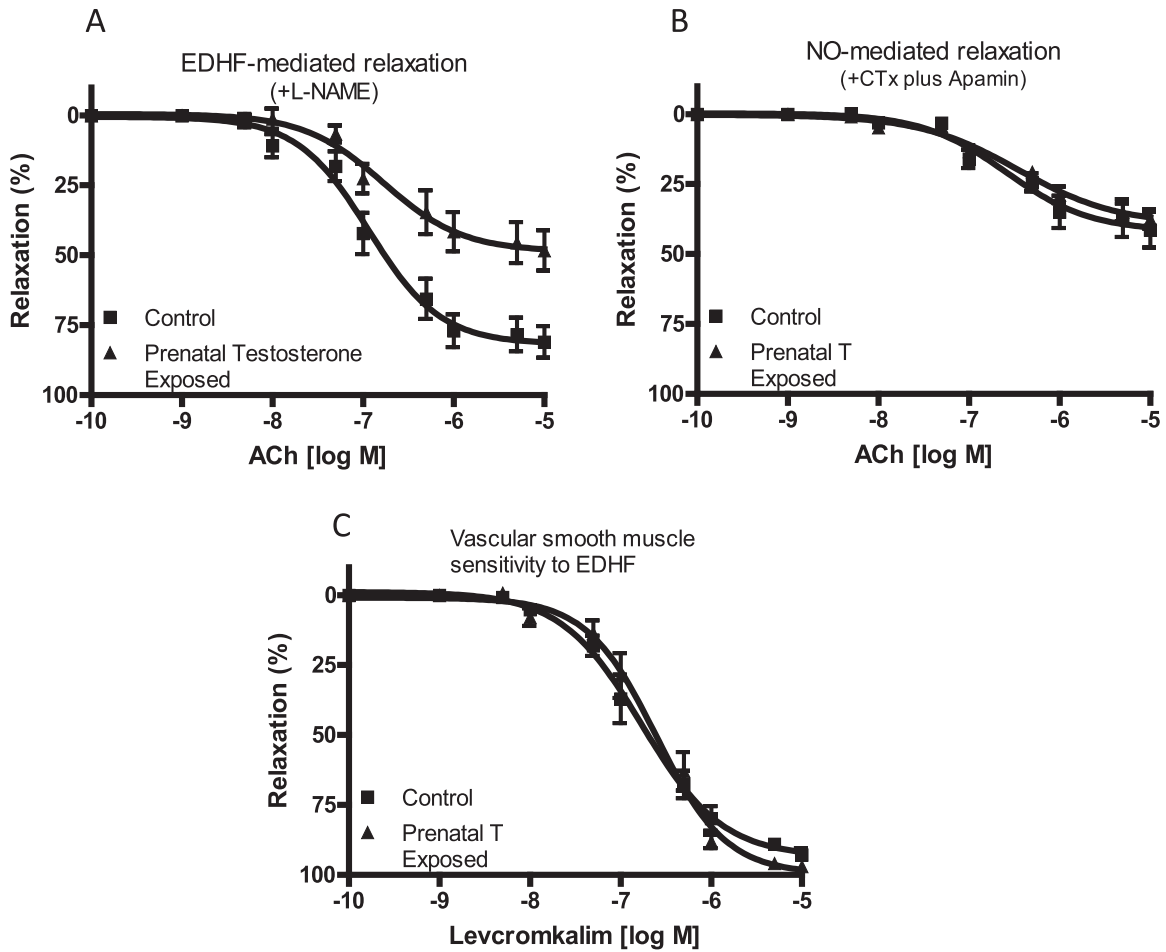 A
EDHF-mediated relaxation
(+L-NAME)
Relaxation (%)
0
25
50
75
100
Control
Prenatal Testosterone
Exposed
-10 -9 -8 -7 -6 -5
ACh [log M]
B
NO-mediated relaxation
(+CTx plus Apamin)
Relaxation (%)
0
25
50
75
100
Control
Prenatal T
Exposed
-10 -9 -8 -7 -6 -5
ACh [log M]
C
Vascular smooth muscle
sensitivity to EDHF
Relaxation (%)
0
25
50
75
100
Control
Prenatal T
Exposed
-10 -9 -8 -7 -6 -5
Levcromkalim [log M]